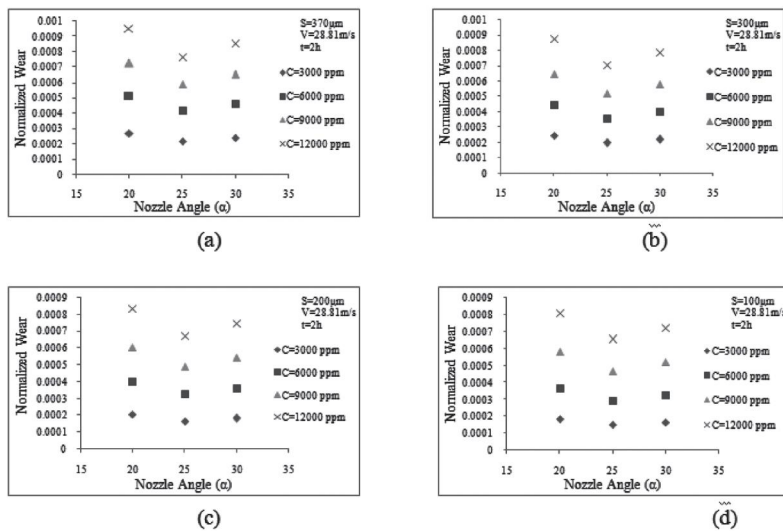 0.001
0.0009
0.0008
0.0007
0.0006
0.0005
0.0004
0.0003
0.0002
0.0001
0
Normalized Wear
15 20 25 30 35
Nozzle Angle (α)
S=370μm
V=28.81m/s
t=2h
C=3000 ppm
C=6000 ppm
C=9000 ppm
C=12000 ppm
(a)
0.001
0.0009
0.0008
0.0007
0.0006
0.0005
0.0004
0.0003
0.0002
0.0001
0
Normalized Wear
15 20 25 30 35
Nozzle Angle (α)
S=300μm
V=28.81m/s
t=2h
C=3000 ppm
C=6000 ppm
C=9000 ppm
C=12000 ppm
(b)
0.0009
0.0008
0.0007
0.0006
0.0005
0.0004
0.0003
0.0002
0.0001
0
Normalized Wear
15 20 25 30 35
Nozzle Angle (α)
S=200μm
V=28.81m/s
t=2h
C=3000 ppm
C=6000 ppm
C=9000 ppm
C=12000 ppm
(c)
0.0009
0.0008
0.0007
0.0006
0.0005
0.0004
0.0003
0.0002
0.0001
0
Normalized Wear
15 20 25 30 35
Nozzle Angle (α)
S=100μm
V=28.81m/s
t=2h
C=3000 ppm
C=6000 ppm
C=9000 ppm
C=12000 ppm
(d)